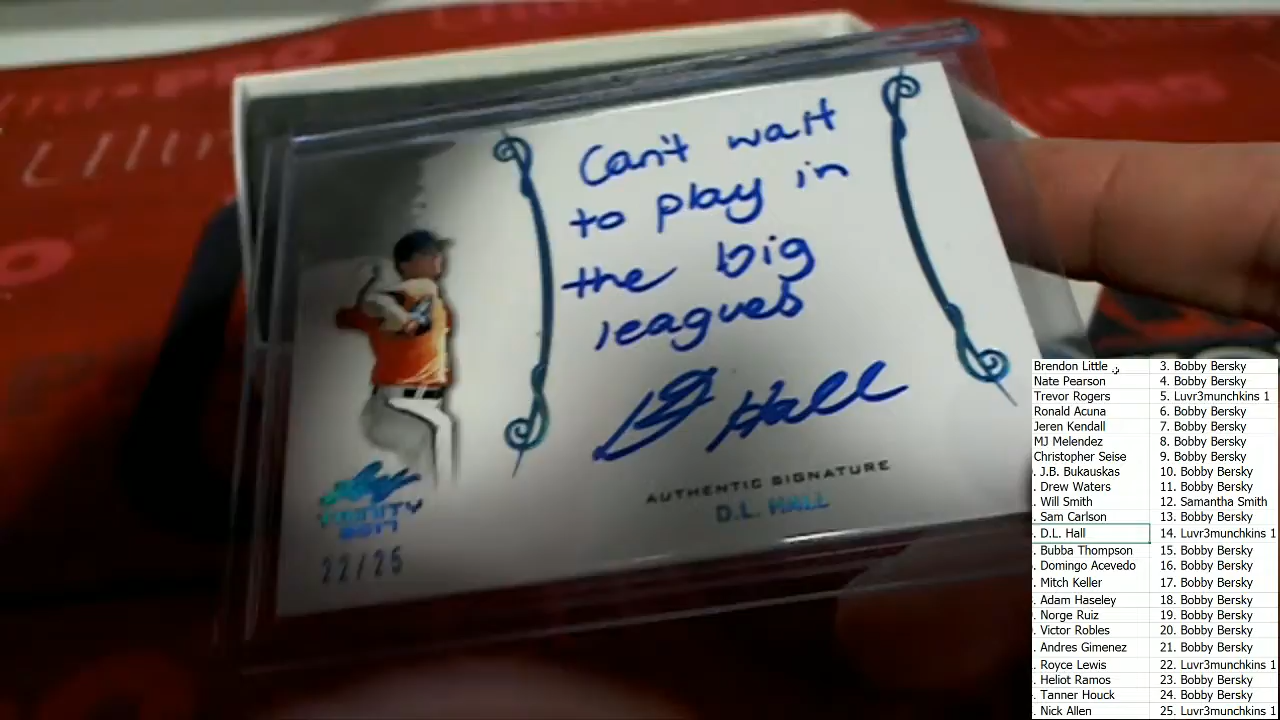 Can't wait
to play in
the big
leagues
DL Hall
AUTHENTIC SIGNATURE
D.L. HALL
Leaf
TRINITY
2017
22/25
Brendon Little 3. Bobby Bersky
Nate Pearson 4. Bobby Bersky
Trevor Rogers 5. Luvr3munchkins 1
Ronald Acuna 6. Bobby Bersky
Jeren Kendall 7. Bobby Bersky
MJ Melendez 8. Bobby Bersky
Christopher Seise 9. Bobby Bersky
. J.B. Bukauskas 10. Bobby Bersky
. Drew Waters 11. Bobby Bersky
. Will Smith 12. Samantha Smith
. Sam Carlson 13. Bobby Bersky
. D.L. Hall 14. Luvr3munchkins 1
. Bubba Thompson 15. Bobby Bersky
. Domingo Acevedo 16. Bobby Bersky
. Mitch Keller 17. Bobby Bersky
. Adam Haseley 18. Bobby Bersky
. Norge Ruiz 19. Bobby Bersky
. Victor Robles 20. Bobby Bersky
. Andres Gimenez 21. Bobby Bersky
. Royce Lewis 22. Luvr3munchkins 1
. Heliot Ramos 23. Bobby Bersky
. Tanner Houck 24. Bobby Bersky
. Nick Allen 25. Luvr3munchkins 1